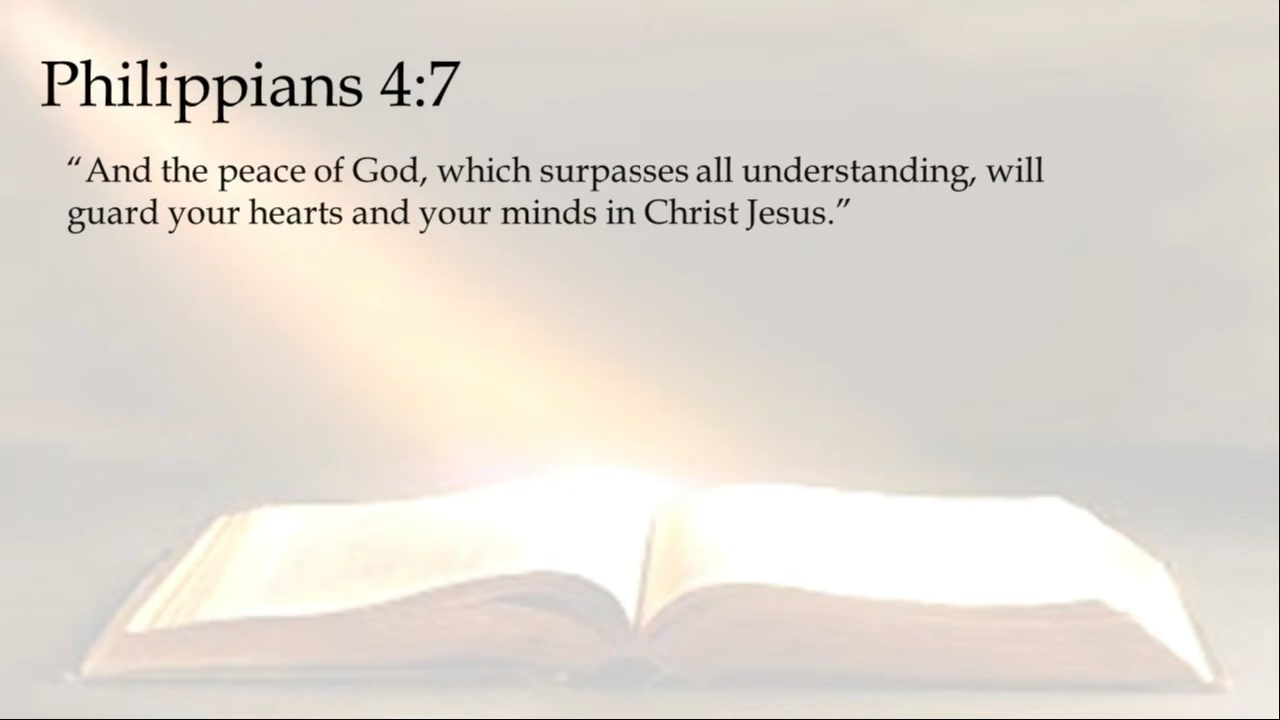 Philippians 4:7
“And the peace of God, which surpasses all understanding, will
guard your hearts and your minds in Christ Jesus.”